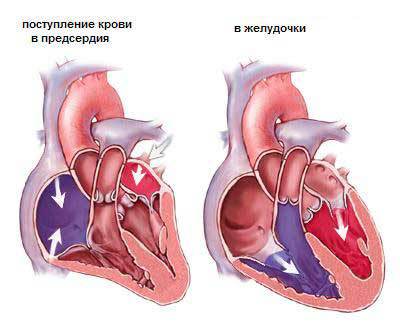 поступление крови
в предсердия
в желудочки